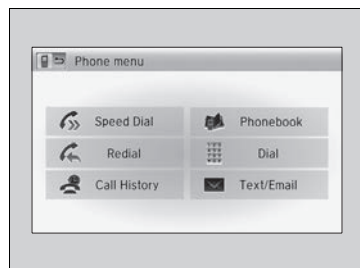 Phone menu
Speed Dial
Phonebook
Redial
Dial
Call History
Text/Email